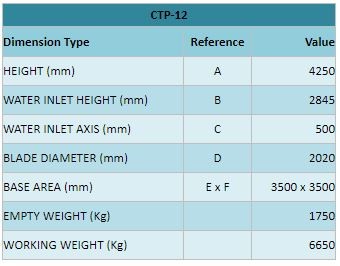 CTP-12
Dimension Type Reference Value
HEIGHT (mm) A 4250
WATER INLET HEIGHT (mm) B 2845
WATER INLET AXIS (mm) C 500
BLADE DIAMETER (mm) D 2020
BASE AREA (mm) E x F 3500 x 3500
EMPTY WEIGHT (Kg) 1750
WORKING WEIGHT (Kg) 6650